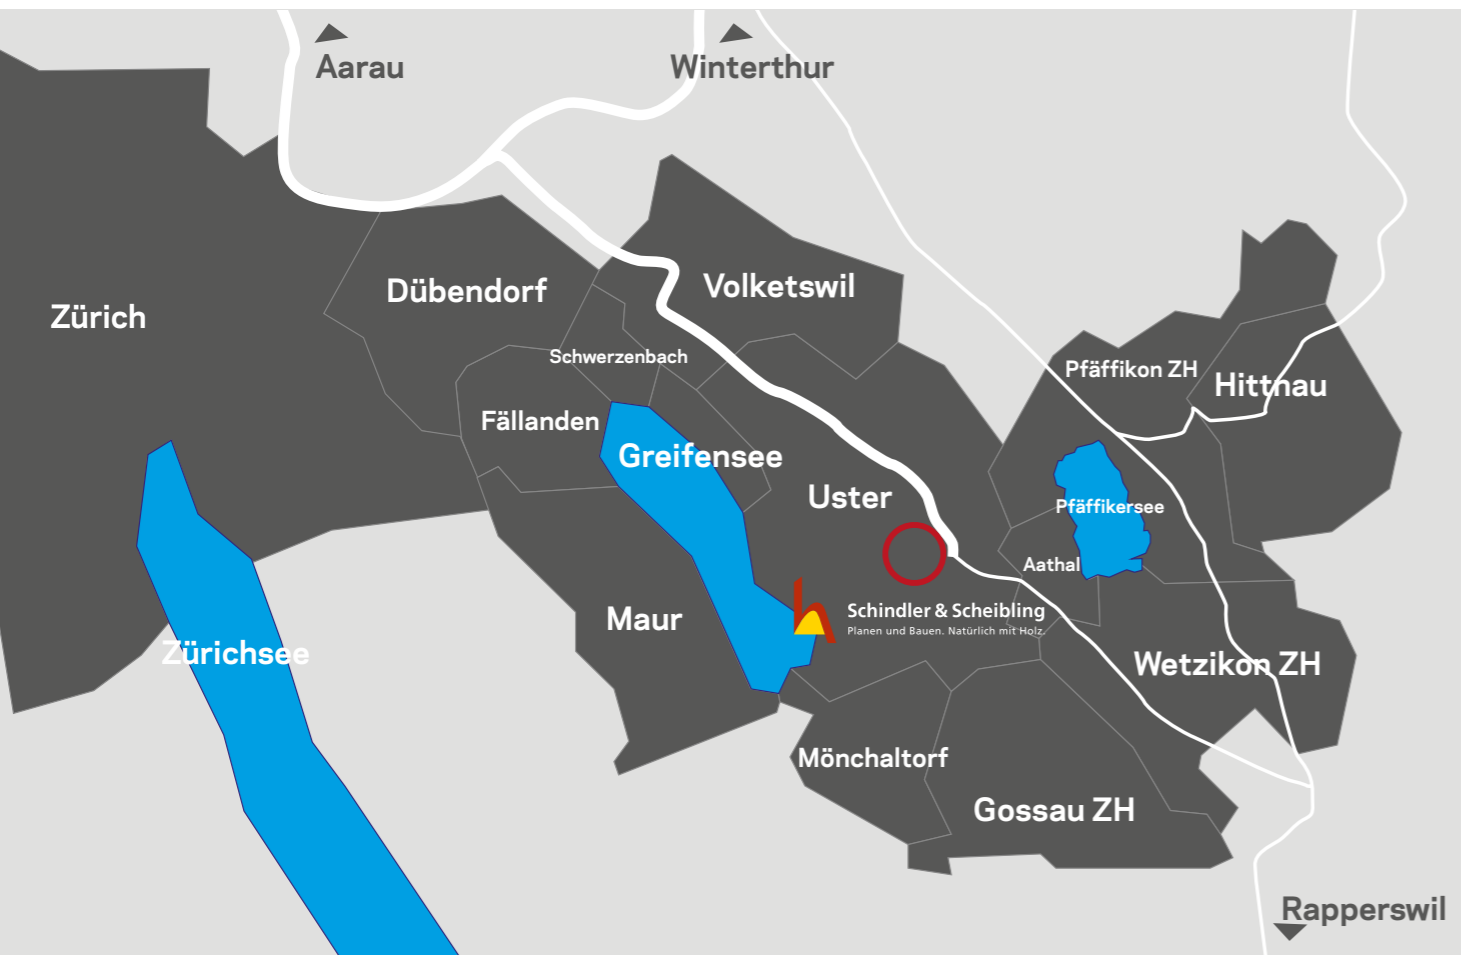 Aarau
Winterthur
Zürich
Dübendorf
Volketswil
Schwerzenbach
Pfäffikon ZH
Hittnau
Fällanden
Greifensee
Uster
Pfäffikersee
Aathal
Maur
Schindler & Scheibling
Planen und Bauen. Natürlich mit Holz.
Zürichsee
Wetzikon ZH
Mönchaltorf
Gossau ZH
Rapperswil